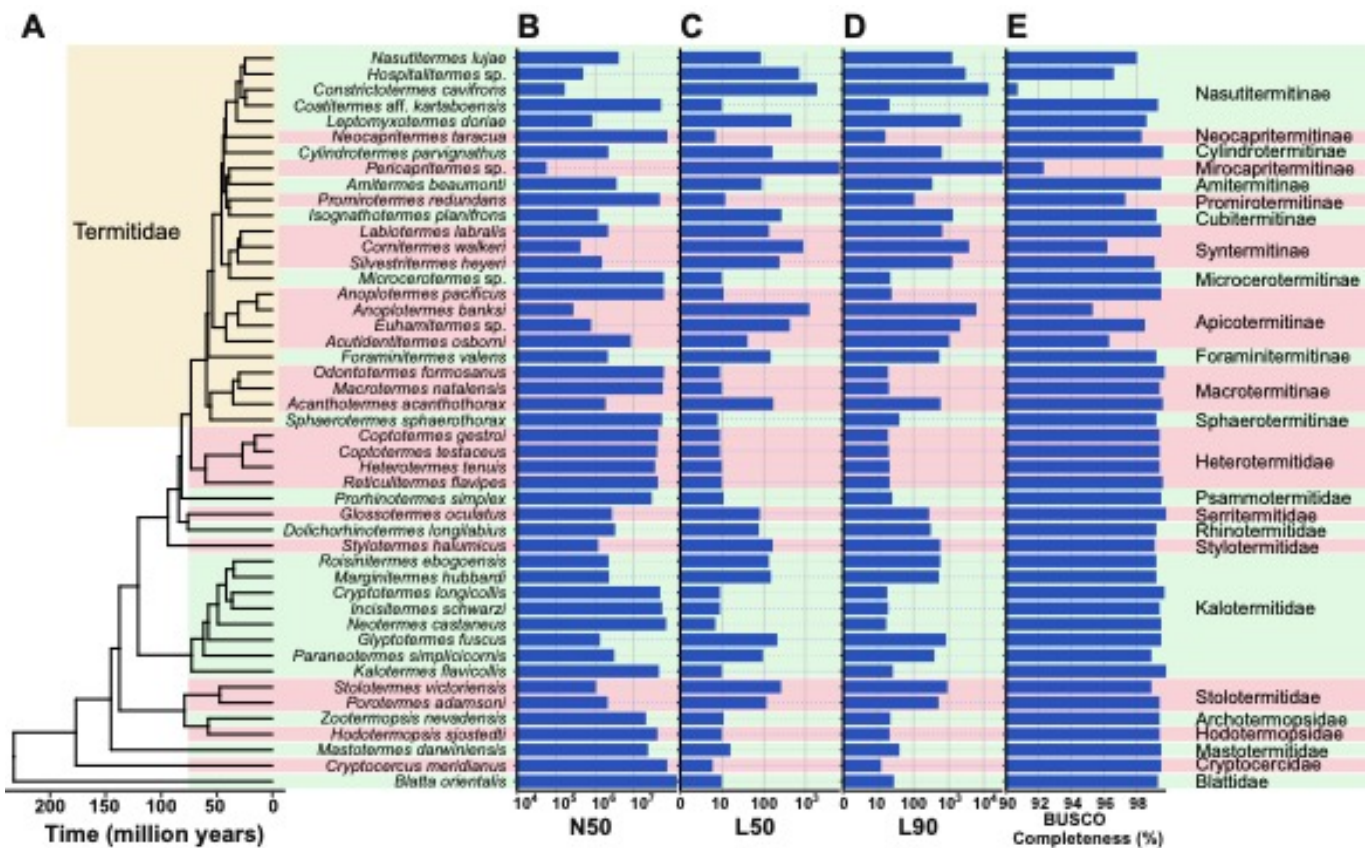 A B C D E
Nasutitermes lujae
Hospitalitermes sp.
Constrictotermes cavifrons
Coatitermes aff. kartaboensis
Nasutitermitinae
Leptomyxotermes doriae
Neocapritermes taracua Neocapritermitinae
Cylindrotermes parvignathus Cylindrotermitinae
Pericapritermes sp. Mirocapritermitinae
Amitermes beaumonti Amitermitinae
Promirotermes redundans Promirotermitinae
Isognathotermes planifrons Cubitermitinae
Termitidae
Labiotermes labralis
Cornitermes walkeri Syntermitinae
Silvestritermes heyeri
Microcerotermes sp. Microcerotermitinae
Anoplotermes pacificus
Anoplotermes banksi
Apicotermitinae
Euhamitermes sp.
Acutidentitermes osborni
Foraminitermes valens Foraminitermitinae
Odontotermes formosanus
Macrotermes natalensis Macrotermitinae
Acanthotermes acanthothorax
Sphaerotermes sphaerothorax Sphaerotermitinae
Coptotermes gestroi
Coptotermes testaceus
Heterotermitidae
Heterotermes tenuis
Reticulitermes flavipes
Prorhinotermes simplex Psammotermitidae
Glossotermes oculatus Serritermitidae
Dolichorhinotermes longilabius Rhinotermitidae
Stylotermes halumicus Stylotermitidae
Roisinitermes ebogoensis
Marginitermes hubbardi
Cryptotermes longicollis
Incisitermes schwarzi Kalotermitidae
Neotermes castaneus
Glyptotermes fuscus
Paraneotermes simplicicornis
Kalotermes flavicollis
Stolotermes victoriensis
Stolotermitidae
Porotermes adamsoni
Zootermopsis nevadensis Archotermopsidae
Hodotermopsis sjostedti Hodotermopsidae
Mastotermes darwiniensis Mastotermitidae
Cryptocercus meridianus Cryptocercidae
Blatta orientalis Blattidae
200 150 100 50 0 10⁴ 10⁵ 10⁶ 10⁷ 0 10 100 10³ 0 10 100 10³ 10⁴ 90 92 94 96 98
Time (million years) N50 L50 L90 BUSCO
Completeness (%)